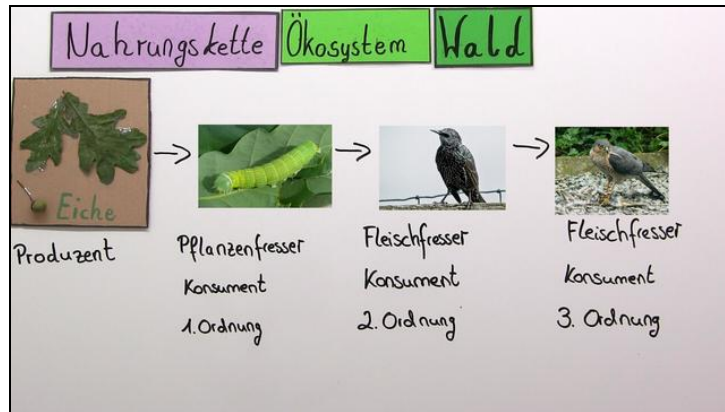 Nahrungskette Ökosystem Wald
Eiche
Produzent
Pflanzenfresser
Konsument
1. Ordnung
Fleischfresser
Konsument
2. Ordnung
Fleischfresser
Konsument
3. Ordnung